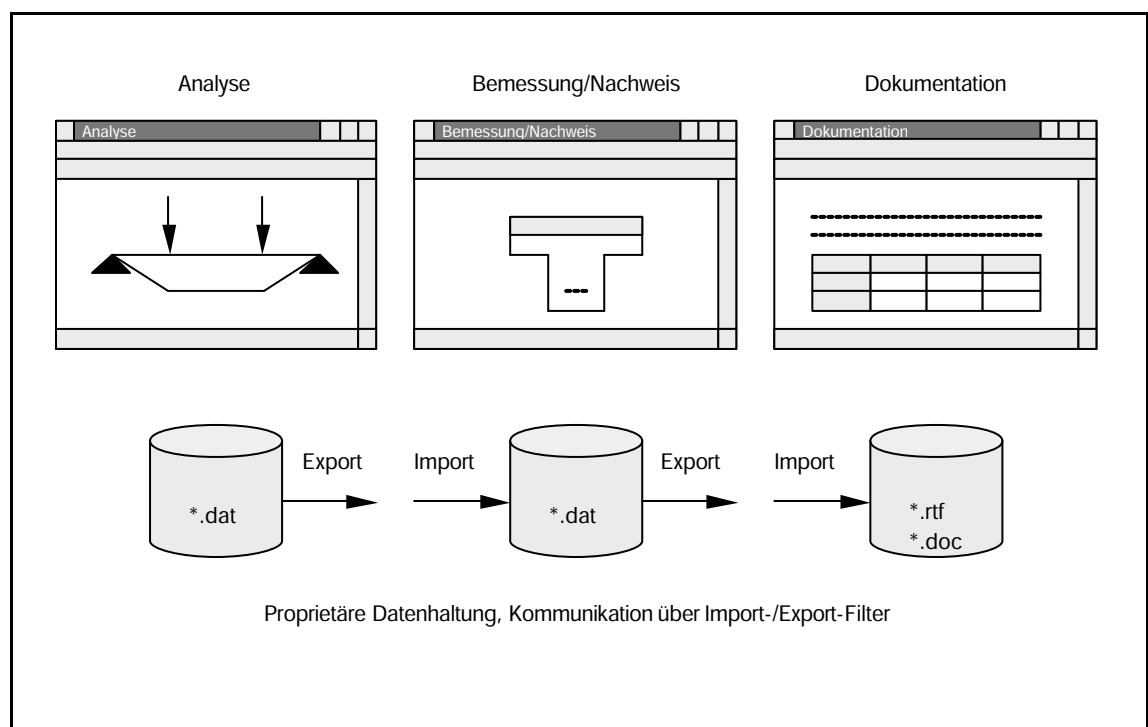 Analyse
Bemessung/Nachweis
Dokumentation
Analyse
Bemessung/Nachweis
Dokumentation
Export
Import
Export
Import
*.dat
*.dat
*.rtf
*.doc
Proprietäre Datenhaltung, Kommunikation über Import-/Export-Filter